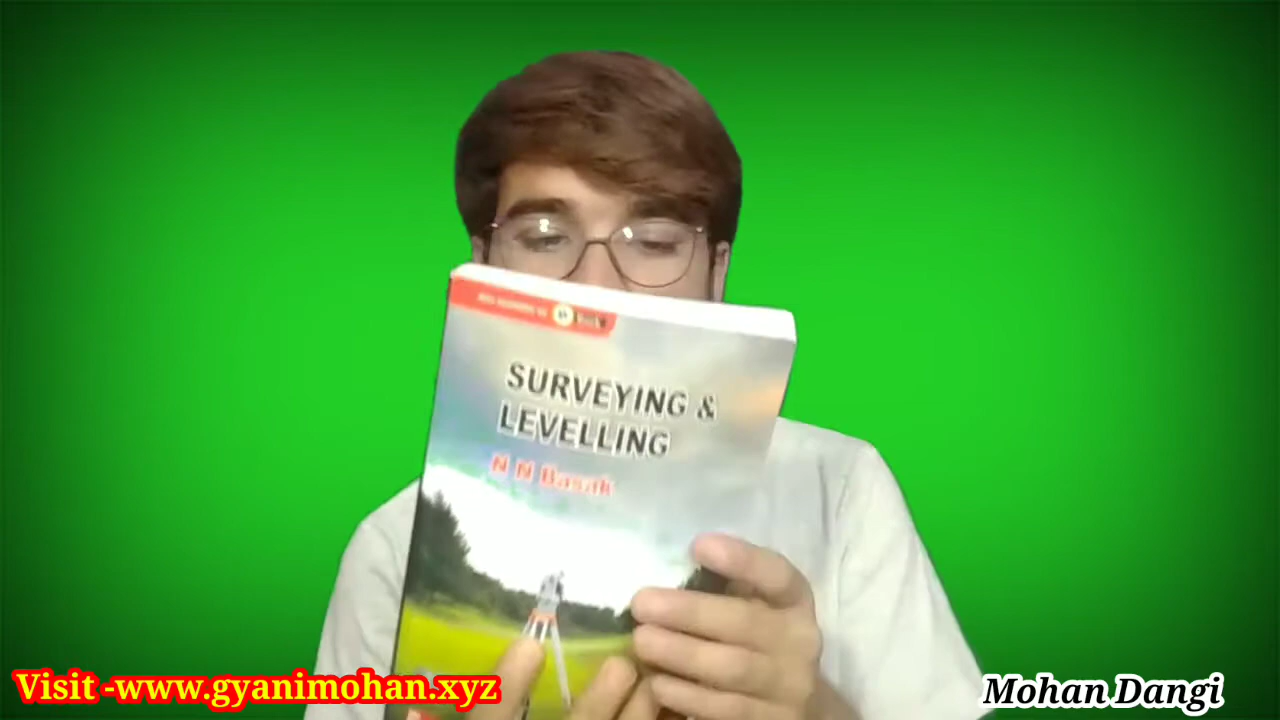 SURVEYING &
LEVELLING
N N Basak
Visit -www.gyanimohan.xyz
Mohan Dangi